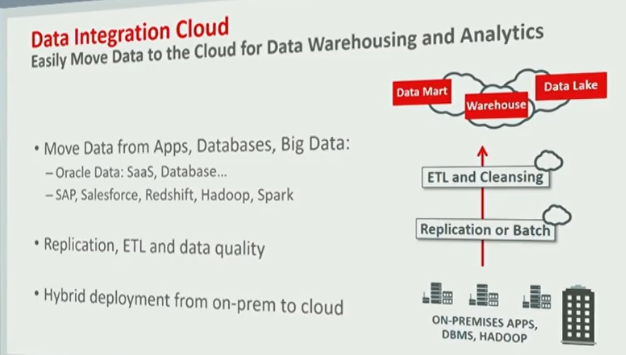 Data Integration Cloud
Easily Move Data to the Cloud for Data Warehousing and Analytics
• Move Data from Apps, Databases, Big Data:
– Oracle Data: SaaS, Database...
– SAP, Salesforce, Redshift, Hadoop, Spark
• Replication, ETL and data quality
• Hybrid deployment from on-prem to cloud
Data Mart
Warehouse
Data Lake
ETL and Cleansing
Replication or Batch
ON-PREMISES APPS,
DBMS, HADOOP